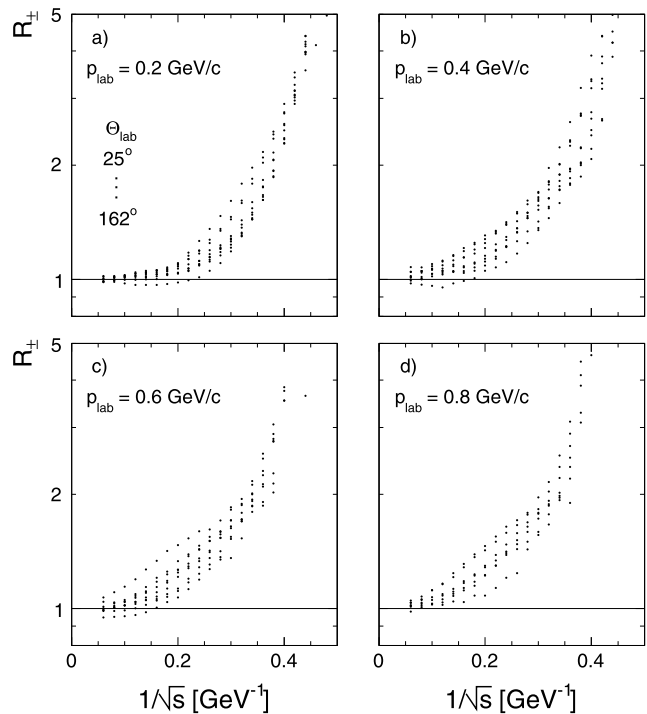 R±
5
2
1
a)
p_lab = 0.2 GeV/c
Θ_lab
25°
162°
b)
p_lab = 0.4 GeV/c
R±
5
2
1
c)
p_lab = 0.6 GeV/c
d)
p_lab = 0.8 GeV/c
0 0.2 0.4 0 0.2 0.4
1/√s [GeV⁻¹] 1/√s [GeV⁻¹]